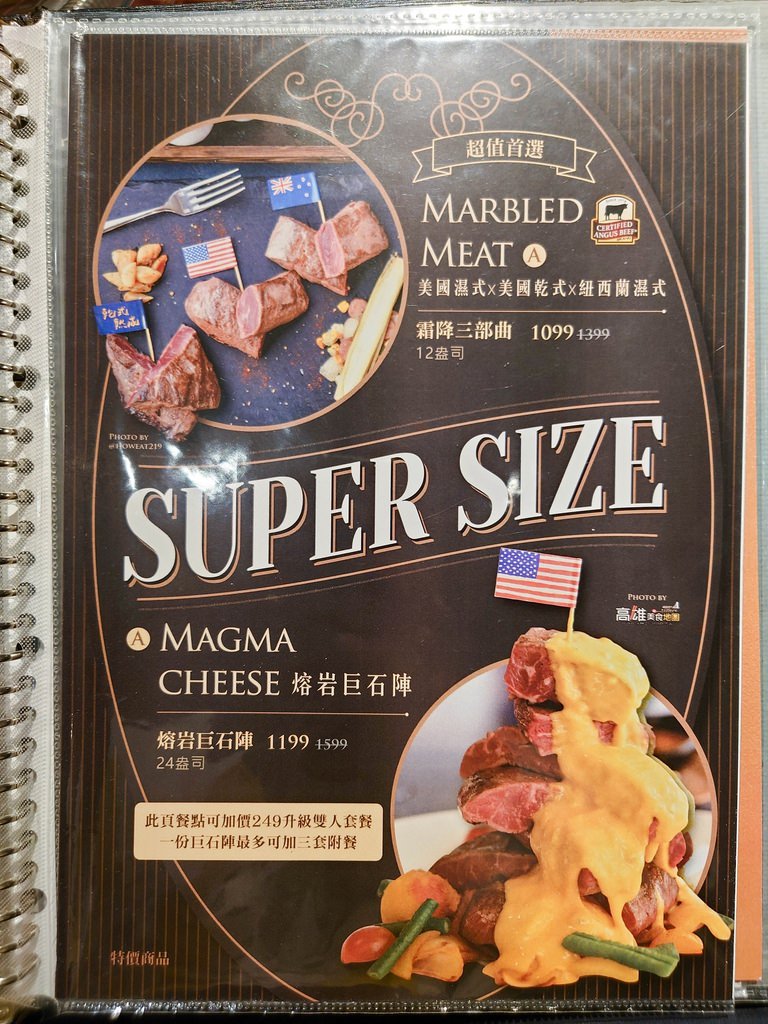 超值首選
MARBLED
MEAT A
CERTIFIED
ANGUS BEEF
美國濕式x美國乾式x紐西蘭濕式
霜降三部曲 1099 1399
12盎司
乾式
熟成
PHOTO BY
@HOWEAT219
SUPER SIZE
PHOTO BY
高雄美食地圖
A MAGMA
CHEESE 熔岩巨石陣
熔岩巨石陣 1199 1599
24盎司
此頁餐點可加價249升級雙人套餐
一份巨石陣最多可加三套附餐
特價商品